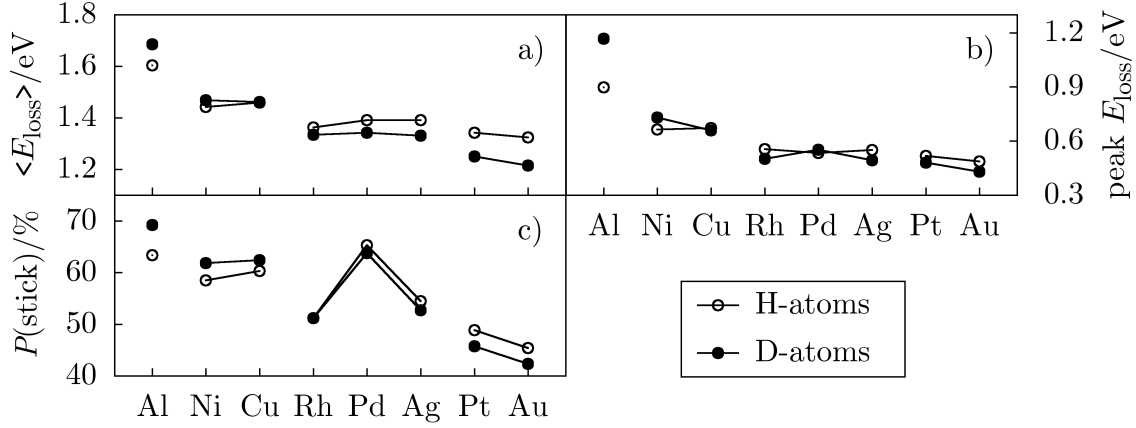 <E_loss>/eV
1.8
1.6
1.4
1.2
a)
b)
1.2
0.9
0.6
0.3
peak E_loss/eV
Al Ni Cu Rh Pd Ag Pt Au
P(stick)/%
70
60
50
40
c)
Al Ni Cu Rh Pd Ag Pt Au
H-atoms
D-atoms